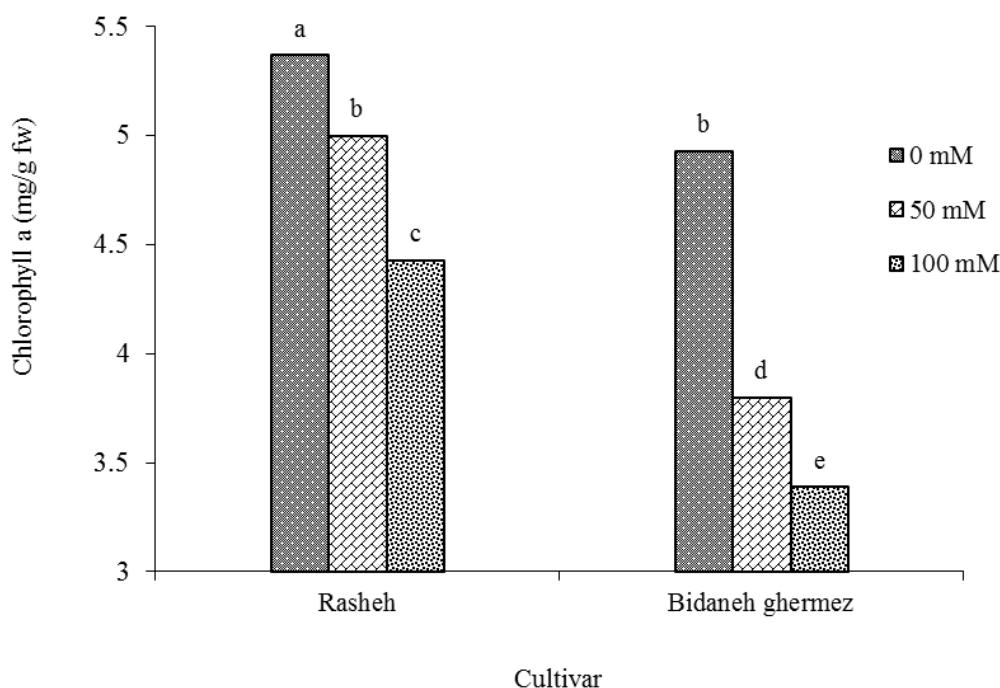 Chlorophyll a (mg/g fw)
5.5
5
4.5
4
3.5
3
a
b
c
b
d
e
0 mM
50 mM
100 mM
Rasheh
Bidaneh ghermez
Cultivar